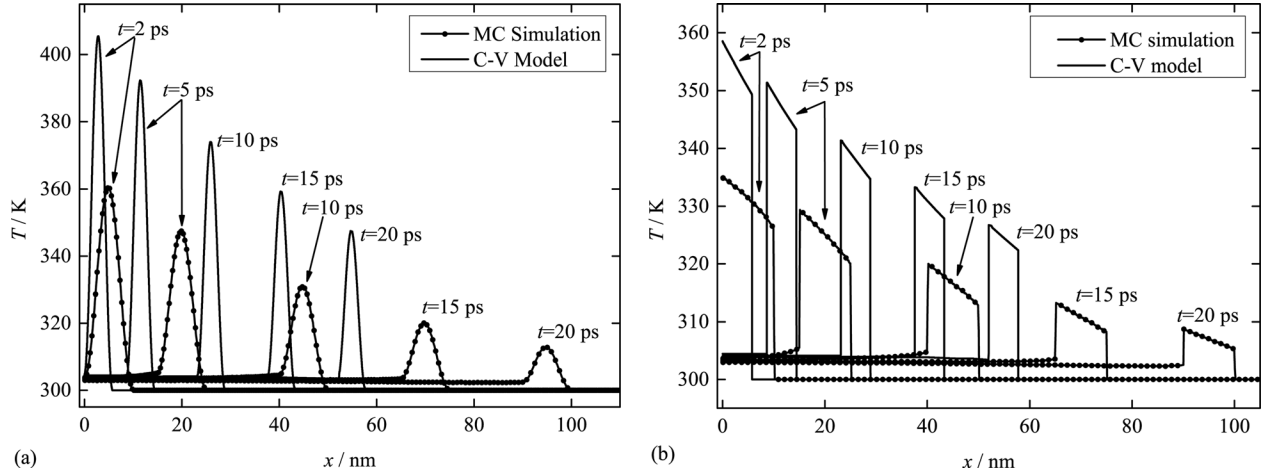 MC Simulation
C-V Model
t=2 ps
t=5 ps
t=10 ps
t=15 ps
t=10 ps
t=20 ps
t=15 ps
t=20 ps
400
380
360
340
320
300
T / K
0
20
40
60
80
100
x / nm
(a)
MC simulation
C-V model
t=2 ps
t=5 ps
t=10 ps
t=15 ps
t=10 ps
t=20 ps
t=15 ps
t=20 ps
360
350
340
330
320
310
300
T / K
0
20
40
60
80
100
x / nm
(b)